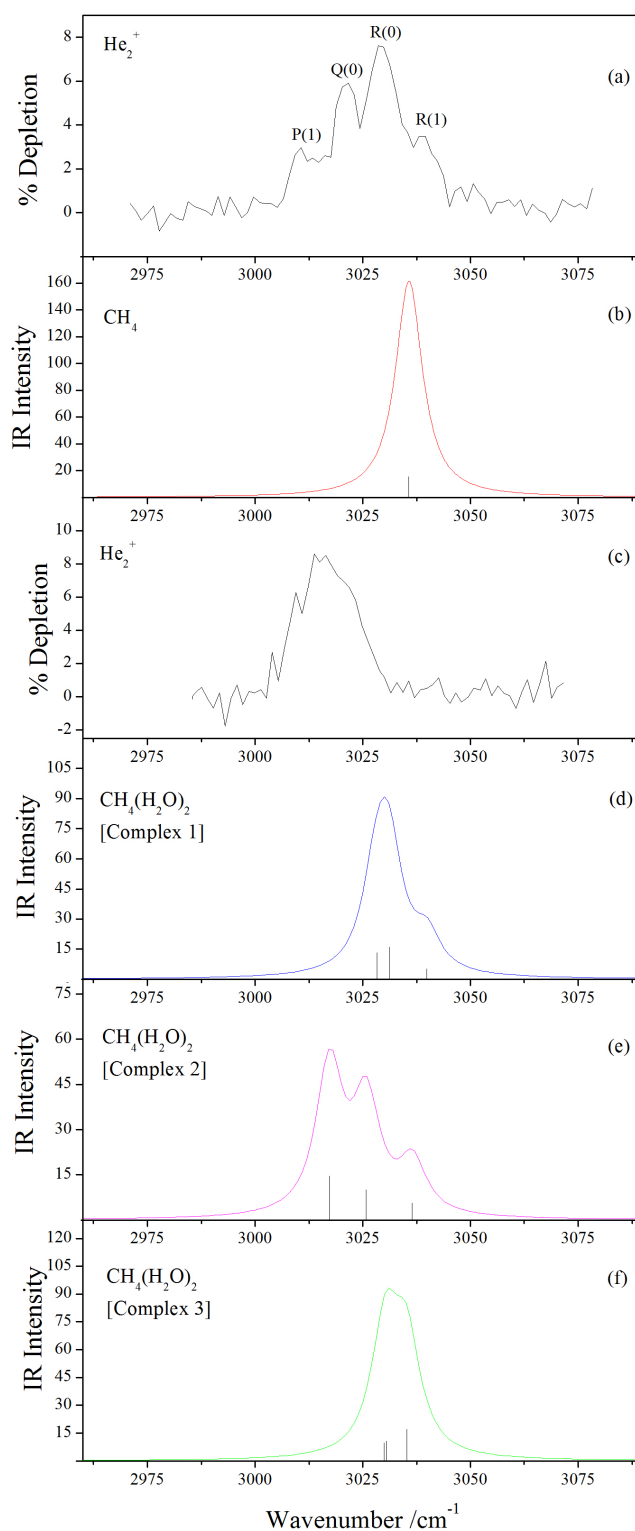 He₂⁺
(a)
P(1)
Q(0)
R(0)
R(1)
% Depletion
8
6
4
2
0
2975 3000 3025 3050 3075
CH₄
(b)
IR Intensity
160
140
120
100
80
60
40
20
2975 3000 3025 3050 3075
He₂⁺
(c)
% Depletion
10
8
6
4
2
0
-2
2975 3000 3025 3050 3075
CH₄(H₂O)₂
[Complex 1]
(d)
IR Intensity
105
90
75
60
45
30
15
2975 3000 3025 3050 3075
CH₄(H₂O)₂
[Complex 2]
(e)
IR Intensity
75
60
45
30
15
2975 3000 3025 3050 3075
CH₄(H₂O)₂
[Complex 3]
(f)
IR Intensity
120
105
90
75
60
45
30
15
2975 3000 3025 3050 3075
Wavenumber /cm⁻¹